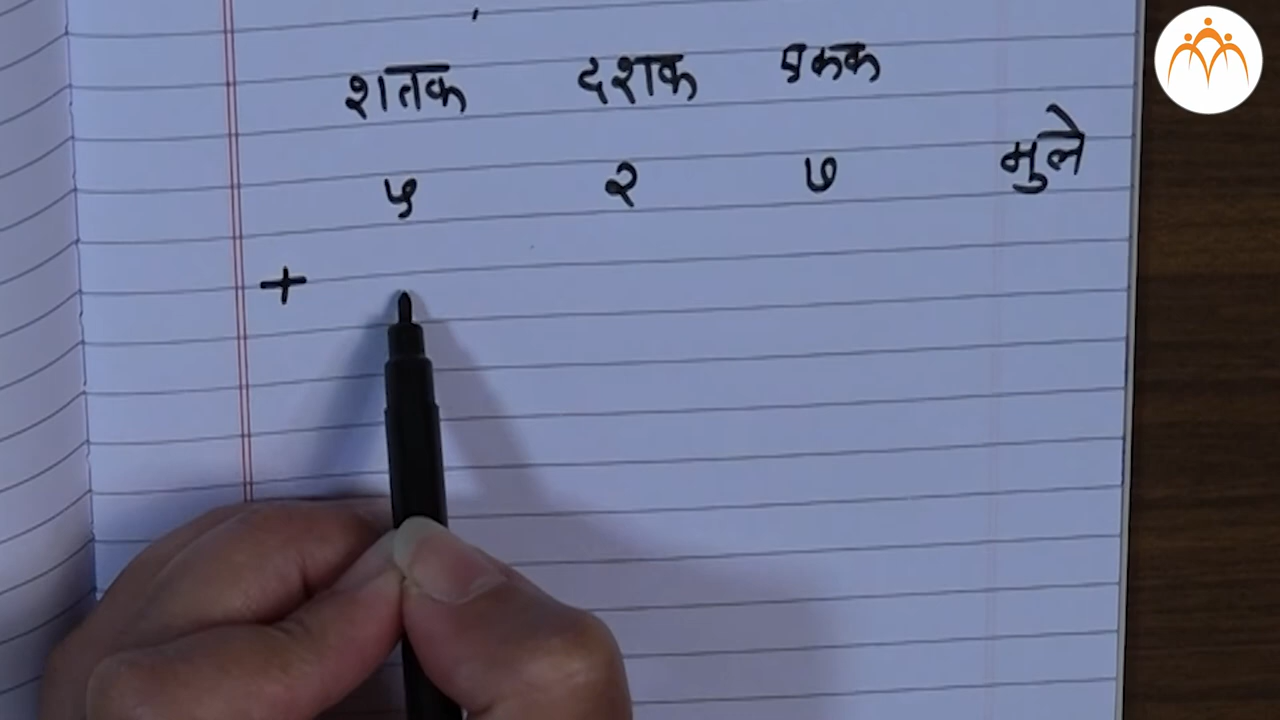 शतक दशक एकक
५ २ ७ मुले
+